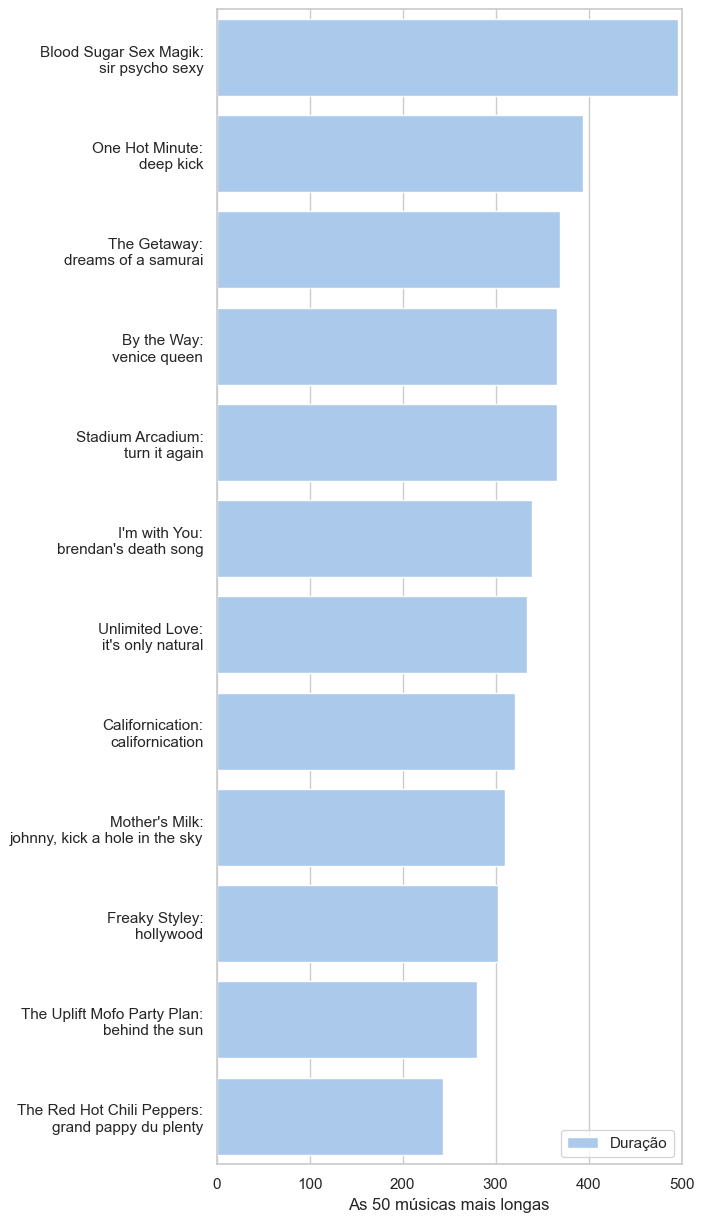 Blood Sugar Sex Magik:
sir psycho sexy
One Hot Minute:
deep kick
The Getaway:
dreams of a samurai
By the Way:
venice queen
Stadium Arcadium:
turn it again
I'm with You:
brendan's death song
Unlimited Love:
it's only natural
Californication:
californication
Mother's Milk:
johnny, kick a hole in the sky
Freaky Styley:
hollywood
The Uplift Mofo Party Plan:
behind the sun
The Red Hot Chili Peppers:
grand pappy du plenty
Duração
0 100 200 300 400 500
As 50 músicas mais longas